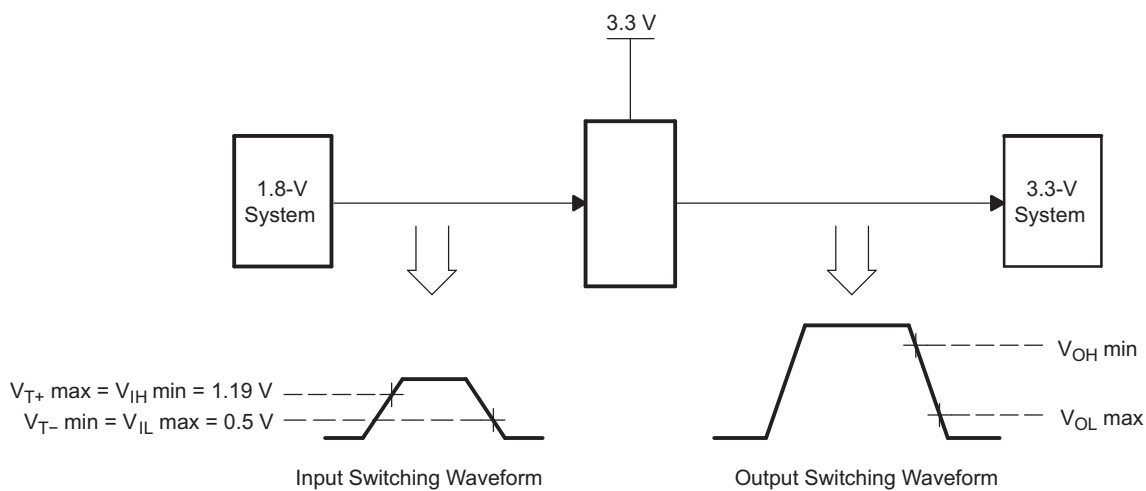 3.3 V
1.8-V
System
3.3-V
System
V_T+ max = V_IH min = 1.19 V
V_T− min = V_IL max = 0.5 V
V_OH min
V_OL max
Input Switching Waveform
Output Switching Waveform